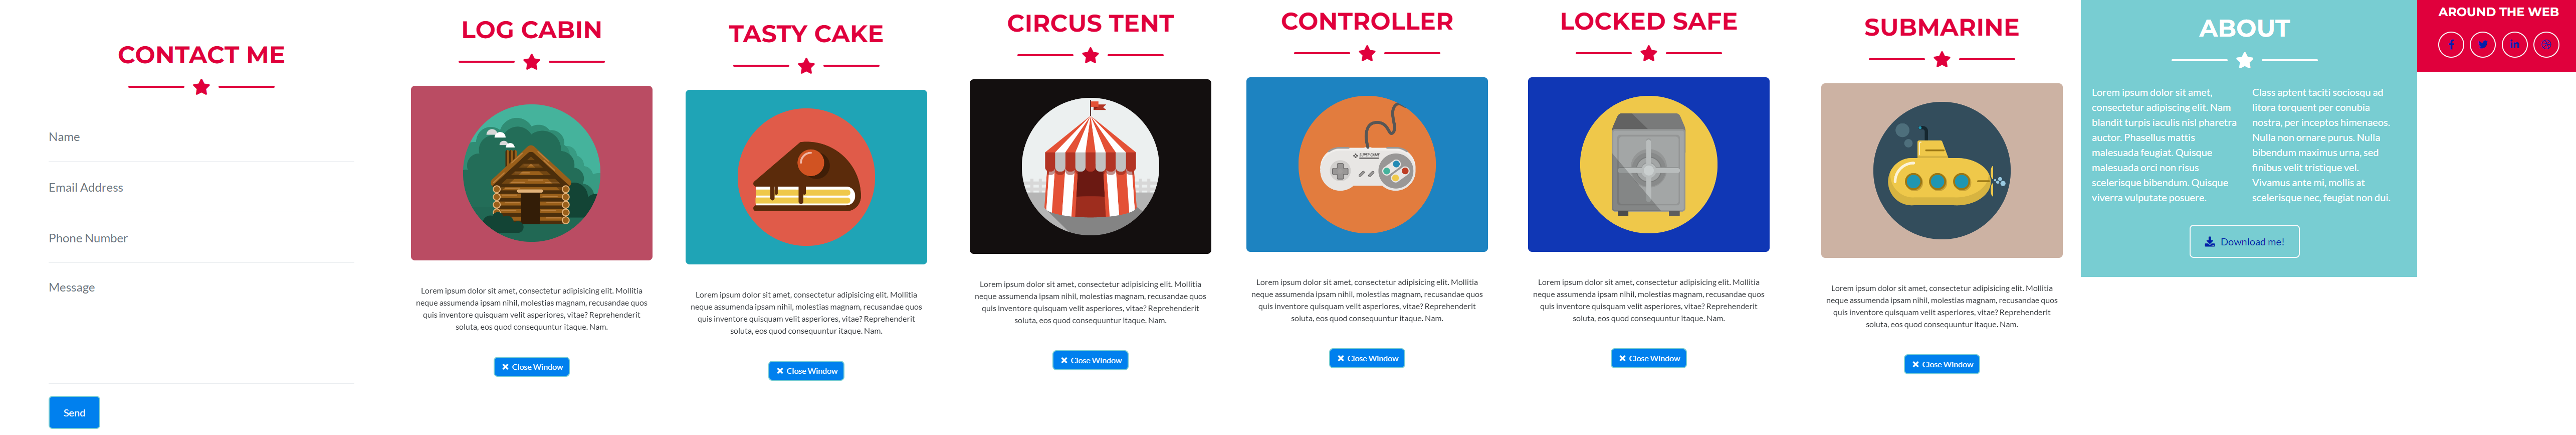 CONTACT ME
Name
Email Address
Phone Number
Message
Send
LOG CABIN
Lorem ipsum dolor sit amet, consectetur adipisicing elit. Mollitia
neque assumenda ipsam nihil, molestias magnam, recusandae quos
quis inventore quisquam velit asperiores, vitae? Reprehenderit
soluta, eos quod consequuntur itaque. Nam.
Close Window
TASTY CAKE
Lorem ipsum dolor sit amet, consectetur adipisicing elit. Mollitia
neque assumenda ipsam nihil, molestias magnam, recusandae quos
quis inventore quisquam velit asperiores, vitae? Reprehenderit
soluta, eos quod consequuntur itaque. Nam.
Close Window
CIRCUS TENT
Lorem ipsum dolor sit amet, consectetur adipisicing elit. Mollitia
neque assumenda ipsam nihil, molestias magnam, recusandae quos
quis inventore quisquam velit asperiores, vitae? Reprehenderit
soluta, eos quod consequuntur itaque. Nam.
Close Window
CONTROLLER
SUPER GAME
Lorem ipsum dolor sit amet, consectetur adipisicing elit. Mollitia
neque assumenda ipsam nihil, molestias magnam, recusandae quos
quis inventore quisquam velit asperiores, vitae? Reprehenderit
soluta, eos quod consequuntur itaque. Nam.
Close Window
LOCKED SAFE
Lorem ipsum dolor sit amet, consectetur adipisicing elit. Mollitia
neque assumenda ipsam nihil, molestias magnam, recusandae quos
quis inventore quisquam velit asperiores, vitae? Reprehenderit
soluta, eos quod consequuntur itaque. Nam.
Close Window
SUBMARINE
Lorem ipsum dolor sit amet, consectetur adipisicing elit. Mollitia
neque assumenda ipsam nihil, molestias magnam, recusandae quos
quis inventore quisquam velit asperiores, vitae? Reprehenderit
soluta, eos quod consequuntur itaque. Nam.
Close Window
ABOUT
Lorem ipsum dolor sit amet,
consectetur adipiscing elit. Nam
blandit turpis iaculis nisl pharetra
auctor. Phasellus mattis
malesuada feugiat. Quisque
malesuada orci non risus
scelerisque bibendum. Quisque
viverra vulputate posuere.
Class aptent taciti sociosqu ad
litora torquent per conubia
nostra, per inceptos himenaeos.
Nulla non ornare purus. Nulla
bibendum maximus urna, sed
finibus velit tristique vel.
Vivamus ante mi, mollis at
scelerisque nec, feugiat non dui.
Download me!
AROUND THE WEB